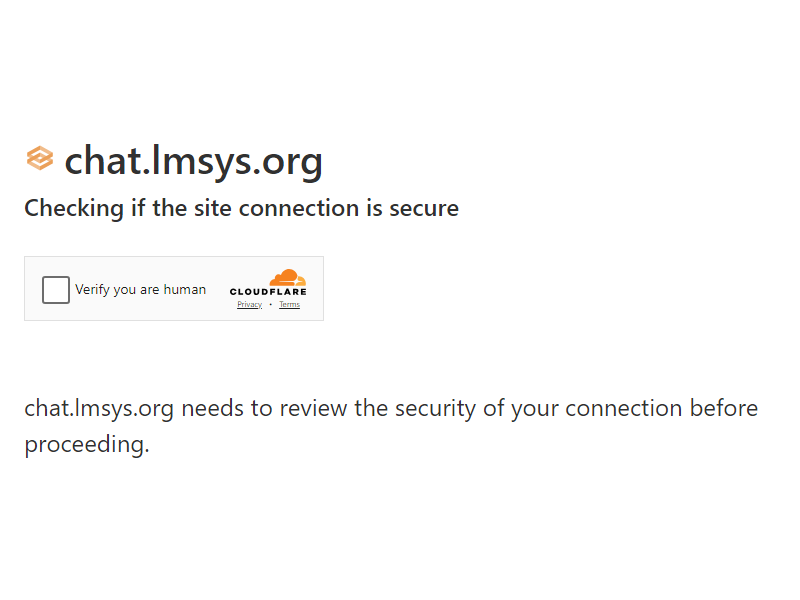 chat.lmsys.org
Checking if the site connection is secure
Verify you are human
CLOUDFLARE
Privacy • Terms
chat.lmsys.org needs to review the security of your connection before
proceeding.